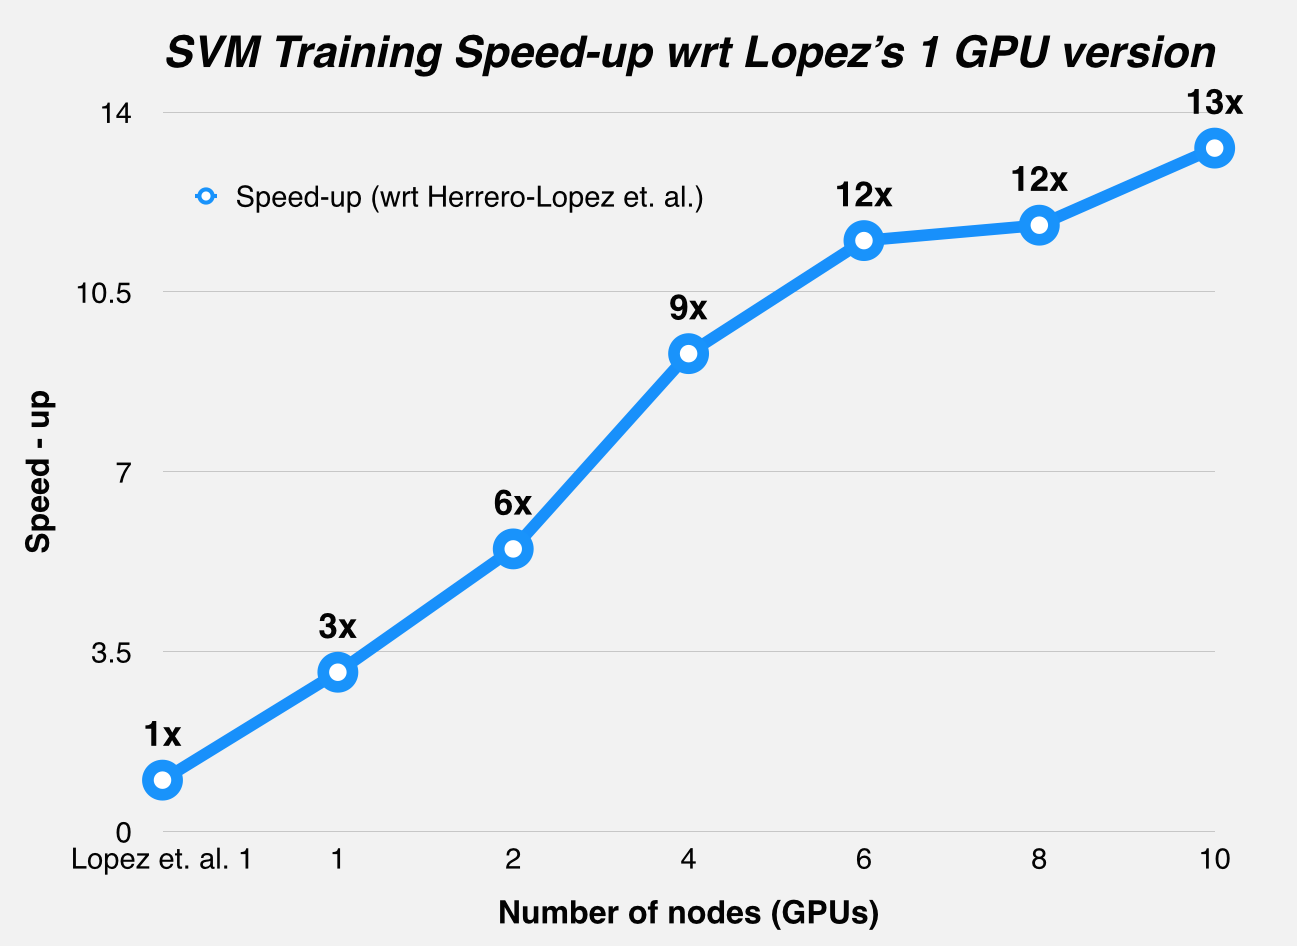 SVM Training Speed-up wrt Lopez’s 1 GPU version
14
13x
Speed-up (wrt Herrero-Lopez et. al.)
12x
12x
10.5
9x
Speed - up
7
6x
3x
3.5
1x
0
Lopez et. al. 1
1
2
4
6
8
10
Number of nodes (GPUs)